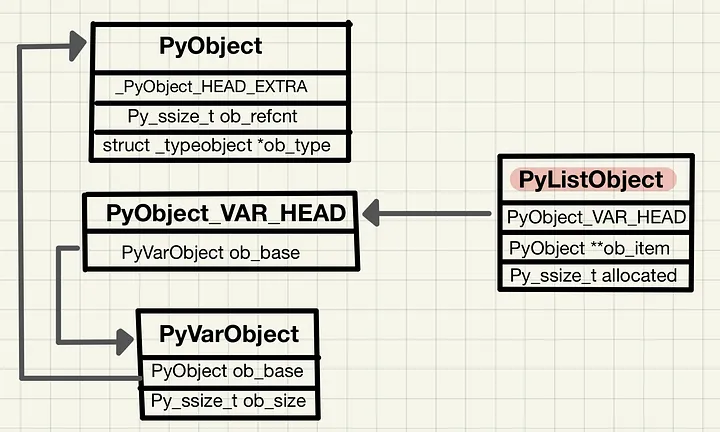 PyObject
_PyObject_HEAD_EXTRA
Py_ssize_t ob_refcnt
struct _typeobject *ob_type
PyObject_VAR_HEAD
PyVarObject ob_base
PyVarObject
PyObject ob_base
Py_ssize_t ob_size
PyListObject
PyObject_VAR_HEAD
PyObject **ob_item
Py_ssize_t allocated